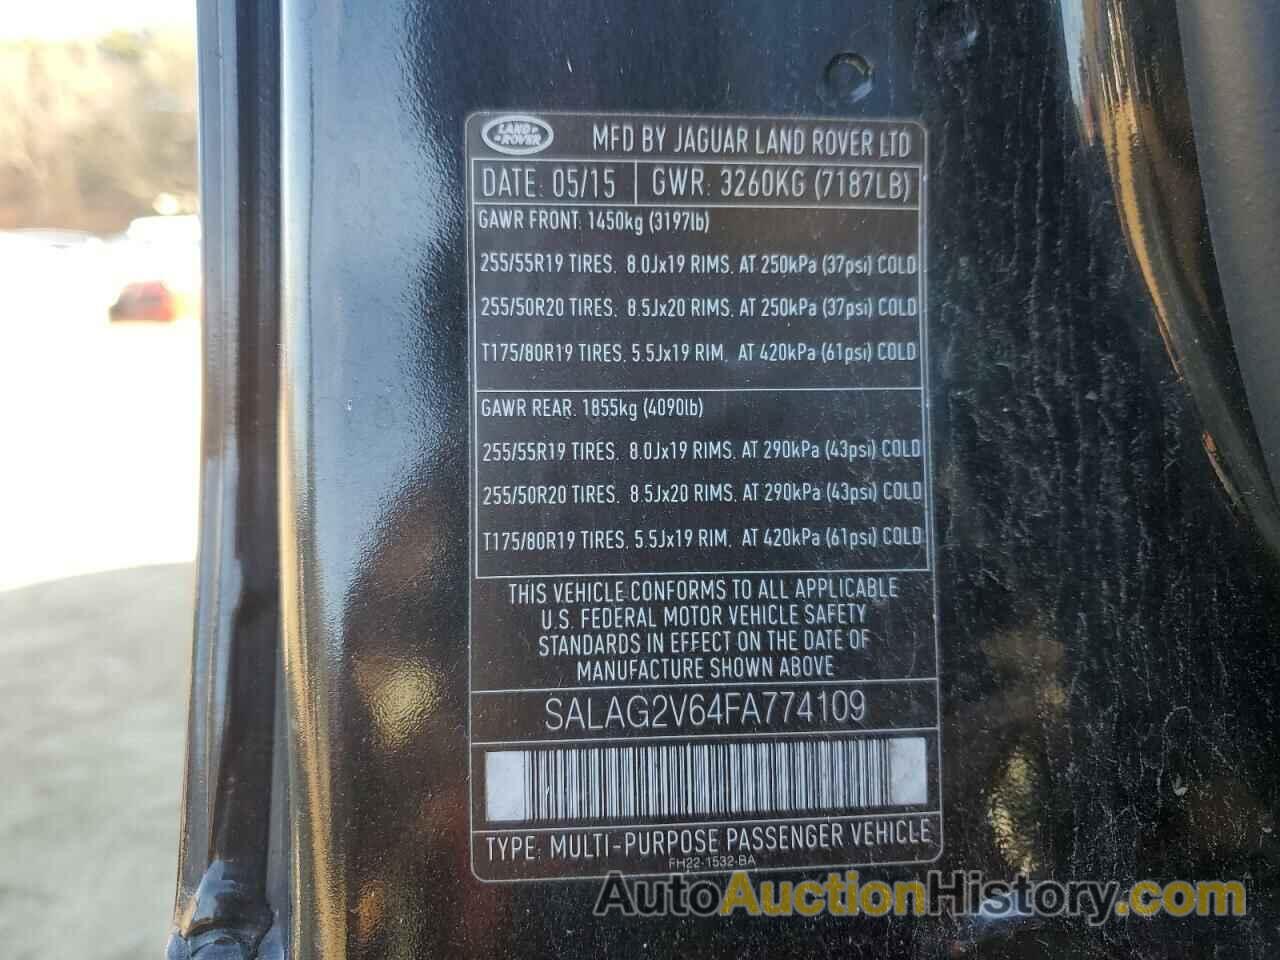 LAND ROVER
MFD BY JAGUAR LAND ROVER LTD
DATE: 05/15 GWR: 3260KG (7187LB)
GAWR FRONT. 1450kg (3197lb)
255/55R19 TIRES. 8.0Jx19 RIMS. AT 250kPa (37psi) COLD
255/50R20 TIRES. 8.5Jx20 RIMS. AT 250kPa (37psi) COLD
T175/80R19 TIRES. 5.5Jx19 RIM. AT 420kPa (61psi) COLD
GAWR REAR. 1855kg (4090lb)
255/55R19 TIRES. 8.0Jx19 RIMS. AT 290kPa (43psi) COLD
255/50R20 TIRES. 8.5Jx20 RIMS. AT 290kPa (43psi) COLD
T175/80R19 TIRES. 5.5Jx19 RIM. AT 420kPa (61psi) COLD
THIS VEHICLE CONFORMS TO ALL APPLICABLE
U.S. FEDERAL MOTOR VEHICLE SAFETY
STANDARDS IN EFFECT ON THE DATE OF
MANUFACTURE SHOWN ABOVE
SALAG2V64FA774109
TYPE: MULTI-PURPOSE PASSENGER VEHICLE
FH22-1532-BA
AutoAuctionHistory.com